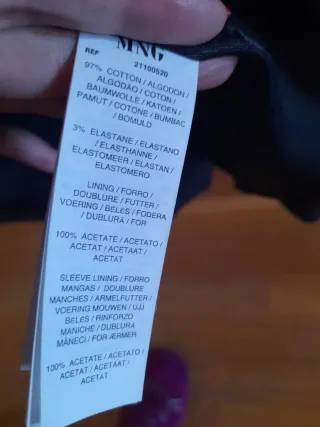 MNG
REF 21100520
97% COTTON / ALGODON /
ALGODÃO / COTON /
BAUMWOLLE / KATOEN /
PAMUT / COTONE / BUMBAC
/ BOMULD
3% ELASTANE / ELASTANO
/ ELASTHANNE /
ELASTOMEER / ELASTAN /
ELASTOMERO
LINING / FORRO /
DOUBLURE / FUTTER /
VOERING / BÉLÉS / FODERA
/ DUBLURA / FOR
100% ACETATE / ACETATO /
ACETAT / ACETAAT /
ACETAT
SLEEVE LINING / FORRO
MANGAS / DOUBLURE
MANCHES / ARMELFUTTER /
VOERING MOUWEN / UJJ
BÉLÉS / RINFORZO
MANICHE / DUBLURA
MÂNECI / FOR ÆRMER
100% ACETATE / ACETATO /
ACETAT / ACETAAT /
ACETAT